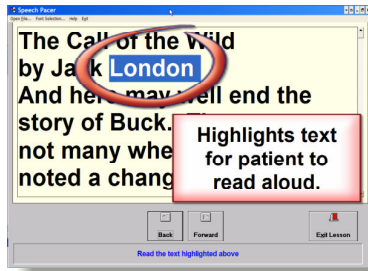 Speech Pacer
Open File... Font Selection... Help Exit
The Call of the Wild
by Jack London
And here may well end the
story of Buck.
not many
noted a chang
Highlights text
for patient to
read aloud.
Back Forward Exit Lesson
Read the text highlighted above